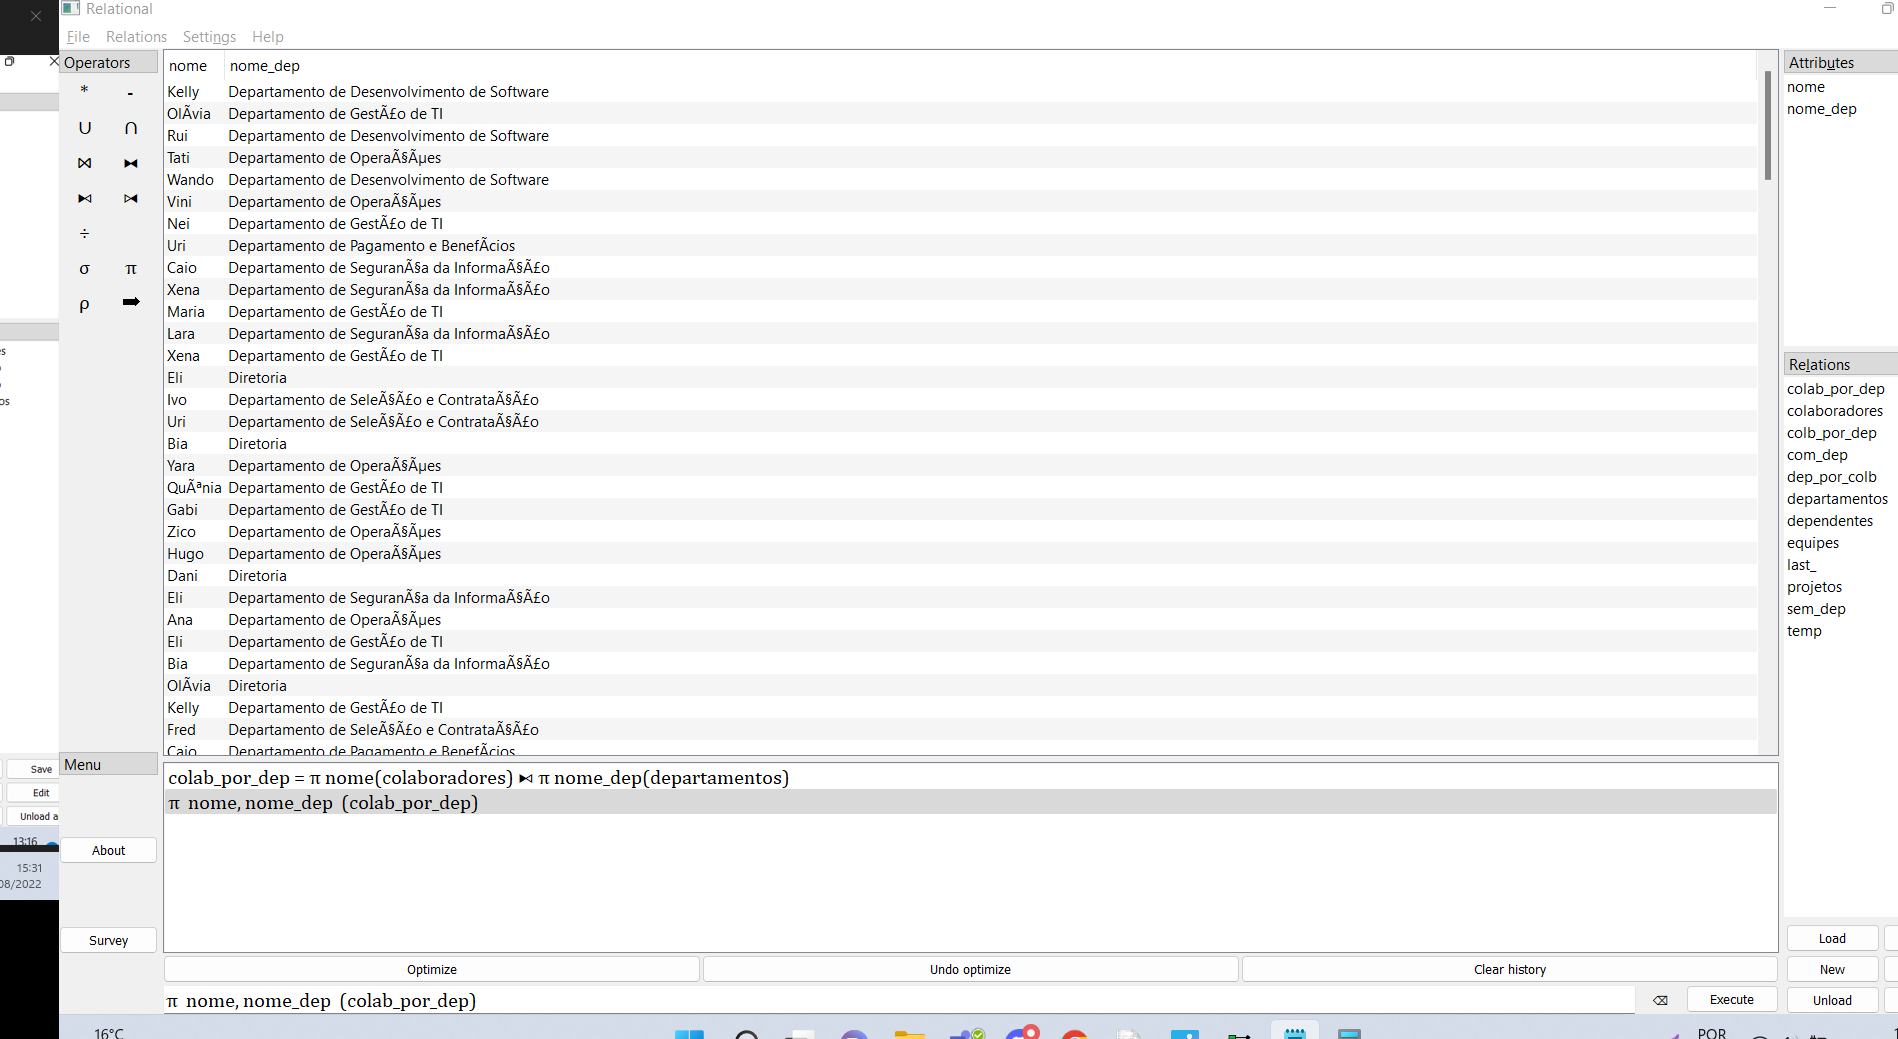 Relational
File Relations Settings Help
Operators
* -
∪ ∩
⋈ ⧓
⧑ ⧒
÷
σ π
ρ ➡
nome nome_dep
Kelly Departamento de Desenvolvimento de Software
OlÃvia Departamento de GestÃ£o de TI
Rui Departamento de Desenvolvimento de Software
Tati Departamento de OperaÃ§Ãµes
Wando Departamento de Desenvolvimento de Software
Vini Departamento de OperaÃ§Ãµes
Nei Departamento de GestÃ£o de TI
Uri Departamento de Pagamento e BenefÃcios
Caio Departamento de SeguranÃ§a da InformaÃ§Ã£o
Xena Departamento de SeguranÃ§a da InformaÃ§Ã£o
Maria Departamento de GestÃ£o de TI
Lara Departamento de SeguranÃ§a da InformaÃ§Ã£o
Xena Departamento de GestÃ£o de TI
Eli Diretoria
Ivo Departamento de SeleÃ§Ã£o e ContrataÃ§Ã£o
Uri Departamento de SeleÃ§Ã£o e ContrataÃ§Ã£o
Bia Diretoria
Yara Departamento de OperaÃ§Ãµes
QuÃªnia Departamento de GestÃ£o de TI
Gabi Departamento de GestÃ£o de TI
Zico Departamento de OperaÃ§Ãµes
Hugo Departamento de OperaÃ§Ãµes
Dani Diretoria
Eli Departamento de SeguranÃ§a da InformaÃ§Ã£o
Ana Departamento de OperaÃ§Ãµes
Eli Departamento de GestÃ£o de TI
Bia Departamento de SeguranÃ§a da InformaÃ§Ã£o
OlÃvia Diretoria
Kelly Departamento de GestÃ£o de TI
Fred Departamento de SeleÃ§Ã£o e ContrataÃ§Ã£o
Caio Departamento de Pagamento e BenefÃcios
Attributes
nome
nome_dep
Relations
colab_por_dep
colaboradores
colb_por_dep
com_dep
dep_por_colb
departamentos
dependentes
equipes
last_
projetos
sem_dep
temp
es
os
Save
Edit
Unload a
13:16
15:31
08/2022
Menu
About
Survey
colab_por_dep = π nome(colaboradores) ⧑ π nome_dep(departamentos)
π nome, nome_dep (colab_por_dep)
Optimize Undo optimize Clear history
π nome, nome_dep (colab_por_dep)
⌫ Execute
Load
New
Unload
16°C
POR